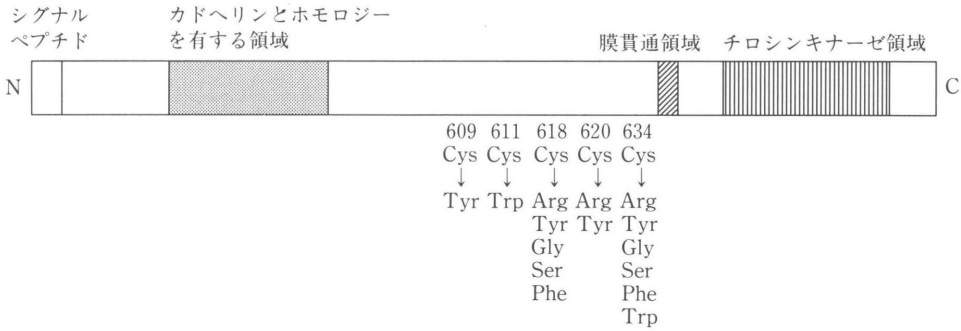 シグナル
ペプチド
カドヘリンとホモロジー
を有する領域
膜貫通領域
チロシンキナーゼ領域
N
C
609 611 618 620 634
Cys Cys Cys Cys Cys
↓ ↓ ↓ ↓ ↓
Tyr Trp Arg Arg Arg
Tyr Tyr Tyr
Gly Gly
Ser Ser
Phe Phe
Trp